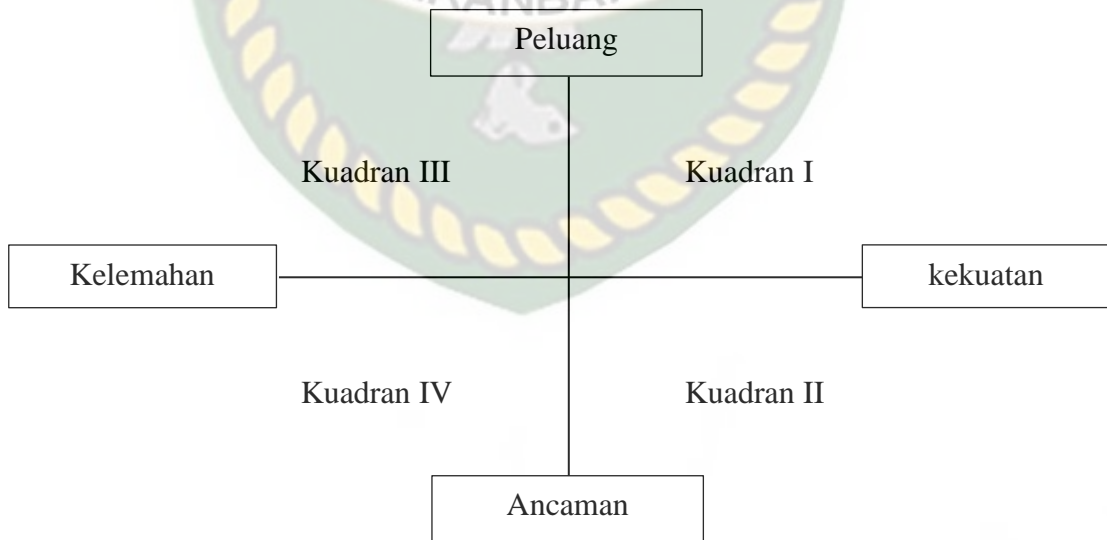 Peluang
Kuadran III
Kuadran I
Kelemahan
kekuatan
Kuadran IV
Kuadran II
Ancaman